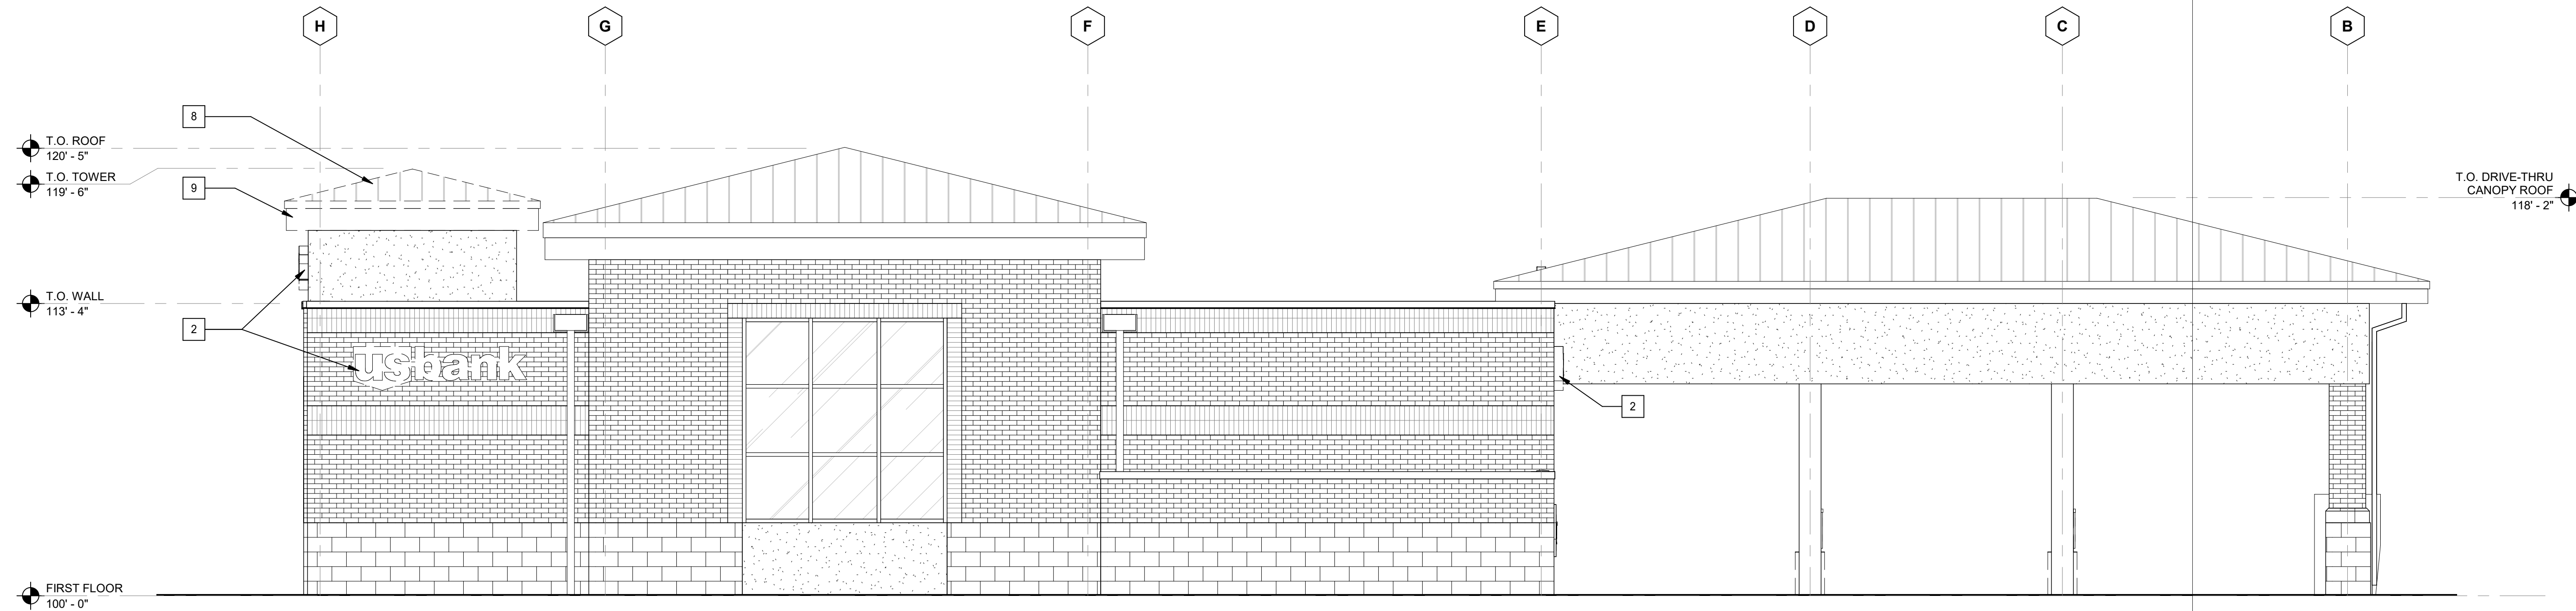 H
G
F
E
D
C
B
8
T.O. ROOF
120' - 5"
T.O. TOWER
119' - 6"
9
T.O. DRIVE-THRU
CANOPY ROOF
118' - 2"
T.O. WALL
113' - 4"
2
usbank
2
FIRST FLOOR
100' - 0"